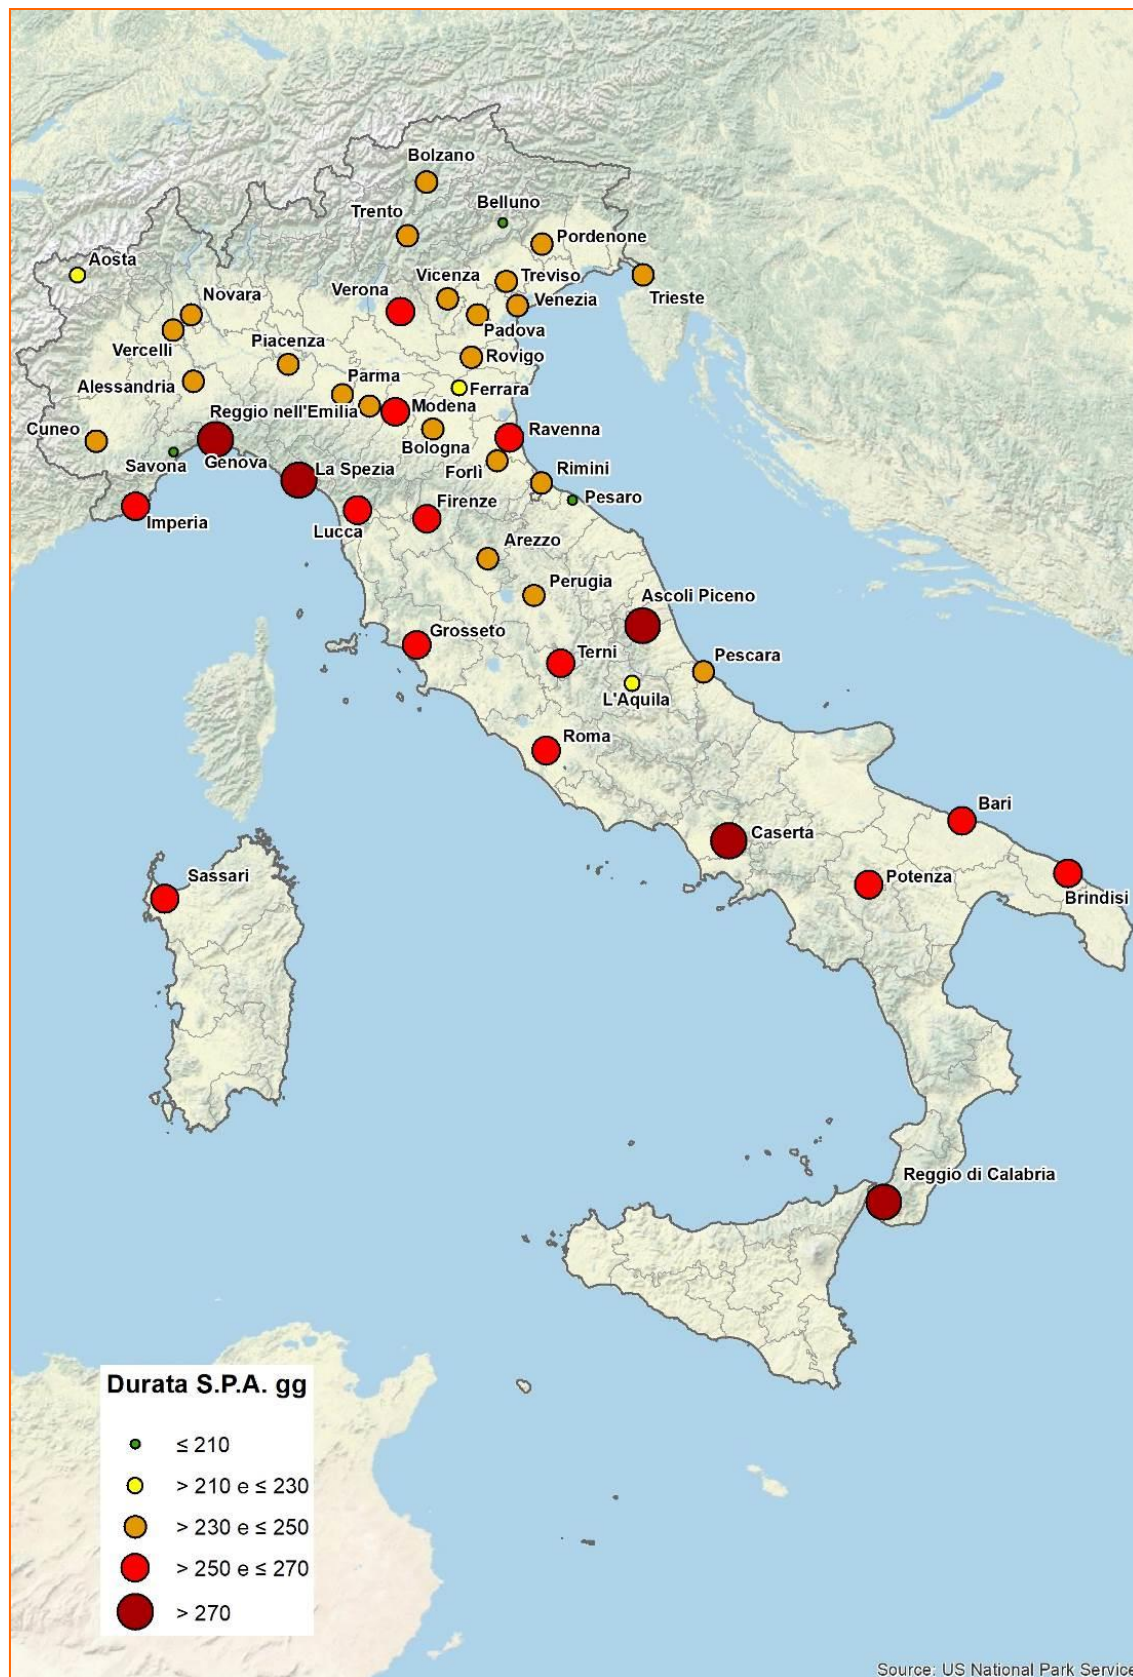 Bolzano
Belluno
Trento
Pordenone
Aosta
Vicenza
Treviso
Verona
Novara
Venezia
Trieste
Padova
Vercelli
Piacenza
Rovigo
Parma
Alessandria
Ferrara
Reggio nell'Emilia
Modena
Cuneo
Ravenna
Bologna
Genova
Savona
Forlì
La Spezia
Rimini
Pesaro
Firenze
Imperia
Lucca
Arezzo
Perugia
Ascoli Piceno
Grosseto
Terni
Pescara
L'Aquila
Roma
Bari
Caserta
Sassari
Potenza
Brindisi
Reggio di Calabria
Durata S.P.A. gg
≤ 210
> 210 e ≤ 230
> 230 e ≤ 250
> 250 e ≤ 270
> 270
Source: US National Park Service